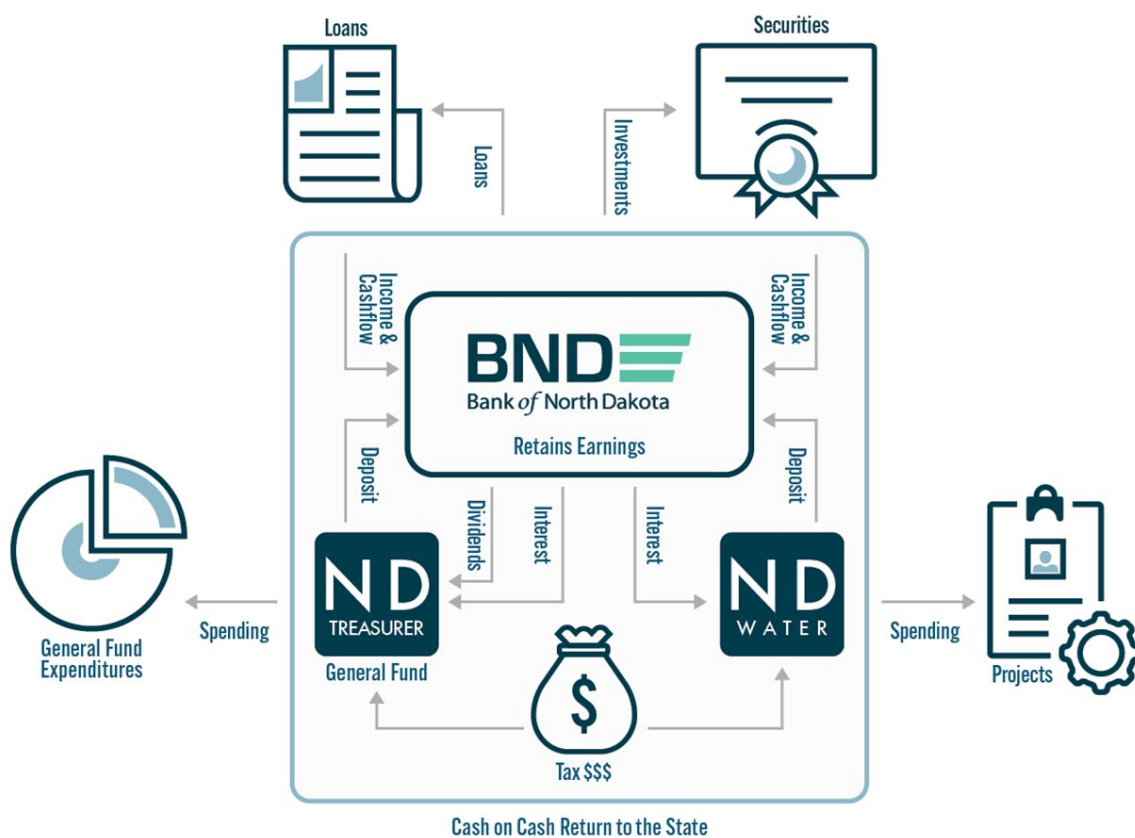 Loans
Securities
Loans
Investments
Income &
Cashflow
Income &
Cashflow
BND
Bank of North Dakota
Retains Earnings
Deposit
Dividends
Interest
Interest
Deposit
ND
TREASURER
General Fund
ND
WATER
Spending
General Fund
Expenditures
Spending
Projects
$
Tax $$$
Cash on Cash Return to the State